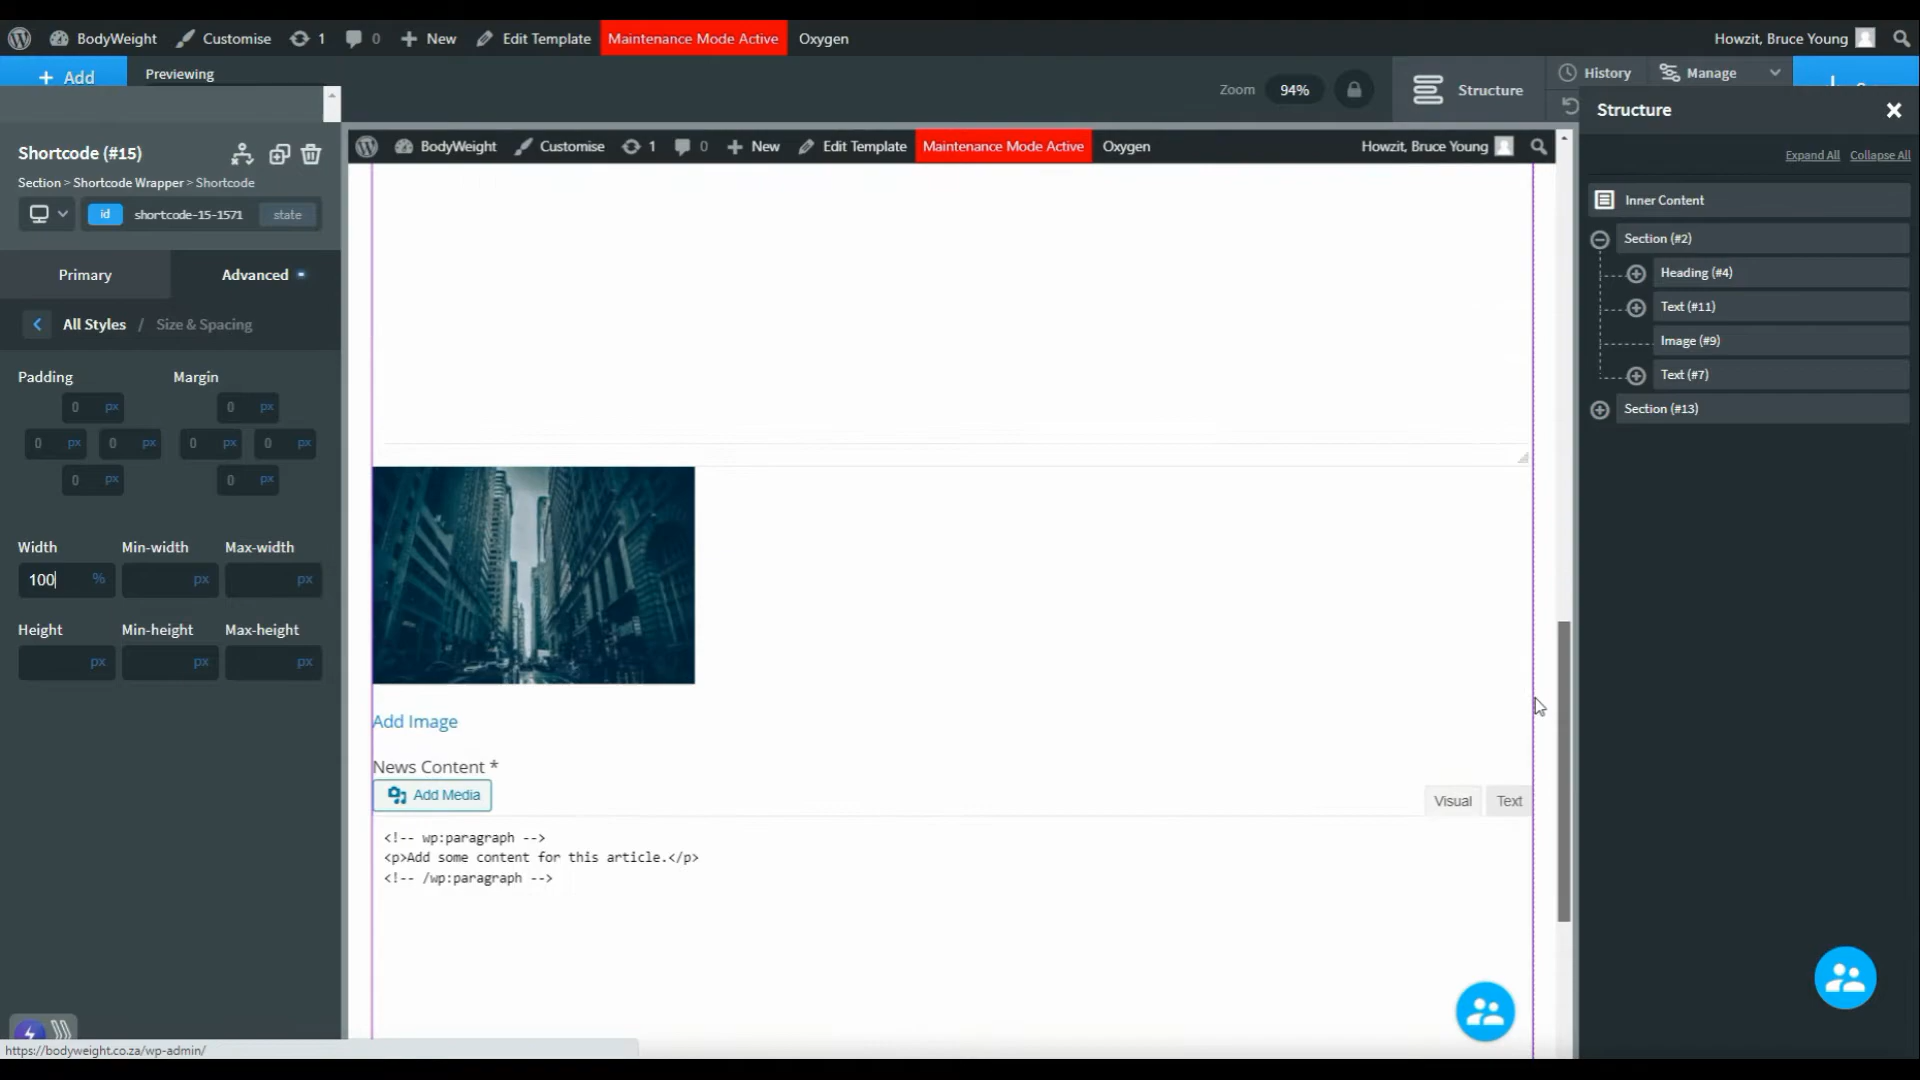 BodyWeight Customise 1 0 New Edit Template Maintenance Mode Active Oxygen Howzit, Bruce Young
+ Add Previewing Zoom 94% Structure History Manage
Structure
Expand All Collapse All
Inner Content
Section (#2)
Heading (#4)
Text (#11)
Image (#9)
Text (#7)
Section (#13)
Shortcode (#15)
Section > Shortcode Wrapper > Shortcode
id shortcode-15-1571 state
Primary Advanced
All Styles / Size & Spacing
Padding Margin
0 px 0 px
0 px 0 px 0 px 0 px
0 px 0 px
Width Min-width Max-width
100 % px px
Height Min-height Max-height
px px px
https://bodyweight.co.za/wp-admin/
BodyWeight Customise 1 0 New Edit Template Maintenance Mode Active Oxygen Howzit, Bruce Young
Add Image
News Content *
Add Media
Visual Text
<!-- wp:paragraph -->
<p>Add some content for this article.</p>
<!-- /wp:paragraph -->